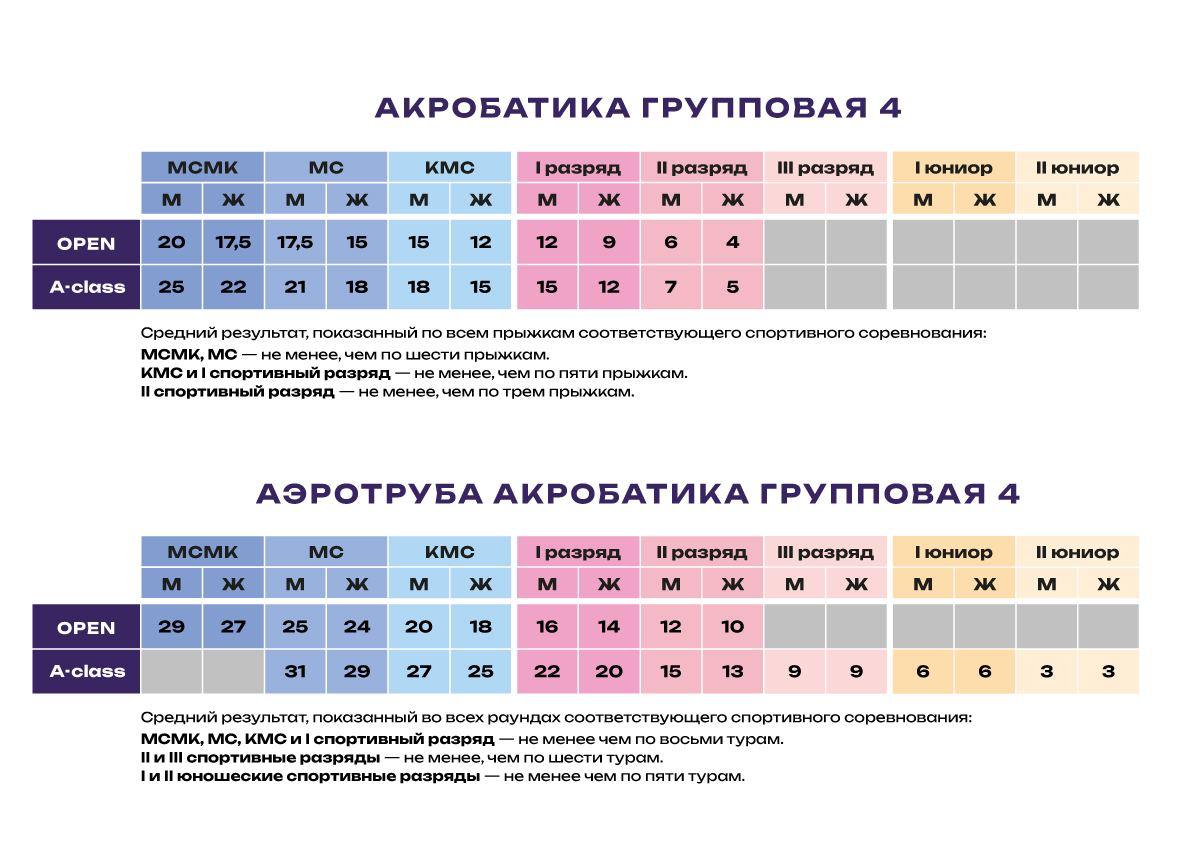 АКРОБАТИКА ГРУППОВАЯ 4
МСМК МС КМС I разряд II разряд III разряд I юниор II юниор
М Ж М Ж М Ж М Ж М Ж М Ж М Ж М Ж
OPEN 20 17,5 17,5 15 15 12 12 9 6 4
A-class 25 22 21 18 18 15 15 12 7 5
Средний результат, показанный по всем прыжкам соответствующего спортивного соревнования:
МСМК, МС — не менее, чем по шести прыжкам.
КМС и I спортивный разряд — не менее, чем по пяти прыжкам.
II спортивный разряд — не менее, чем по трем прыжкам.
АЭРОТРУБА АКРОБАТИКА ГРУППОВАЯ 4
МСМК МС КМС I разряд II разряд III разряд I юниор II юниор
М Ж М Ж М Ж М Ж М Ж М Ж М Ж М Ж
OPEN 29 27 25 24 20 18 16 14 12 10
A-class 31 29 27 25 22 20 15 13 9 9 6 6 3 3
Средний результат, показанный во всех раундах соответствующего спортивного соревнования:
МСМК, МС, КМС и I спортивный разряд — не менее чем по восьми турам.
II и III спортивные разряды — не менее, чем по шести турам.
I и II юношеские спортивные разряды — не менее чем по пяти турам.